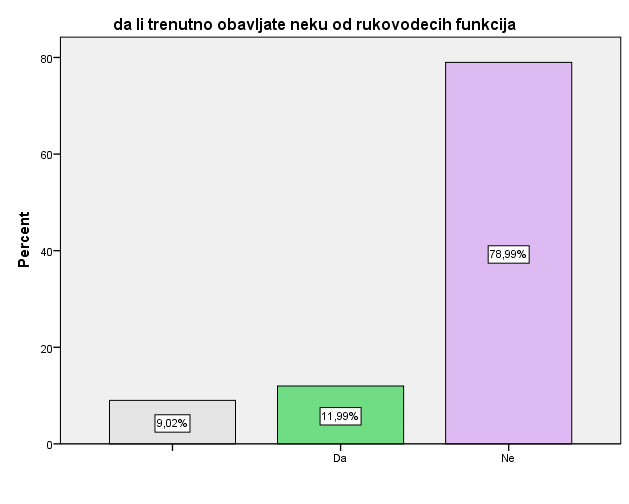 da li trenutno obavljate neku od rukovodecih funkcija
Percent
80
60
40
20
0
9,02%
11,99%
78,99%
Da
Ne